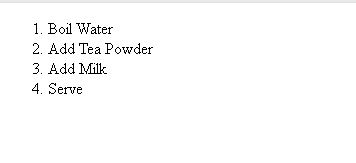 1. Boil Water
2. Add Tea Powder
3. Add Milk
4. Serve